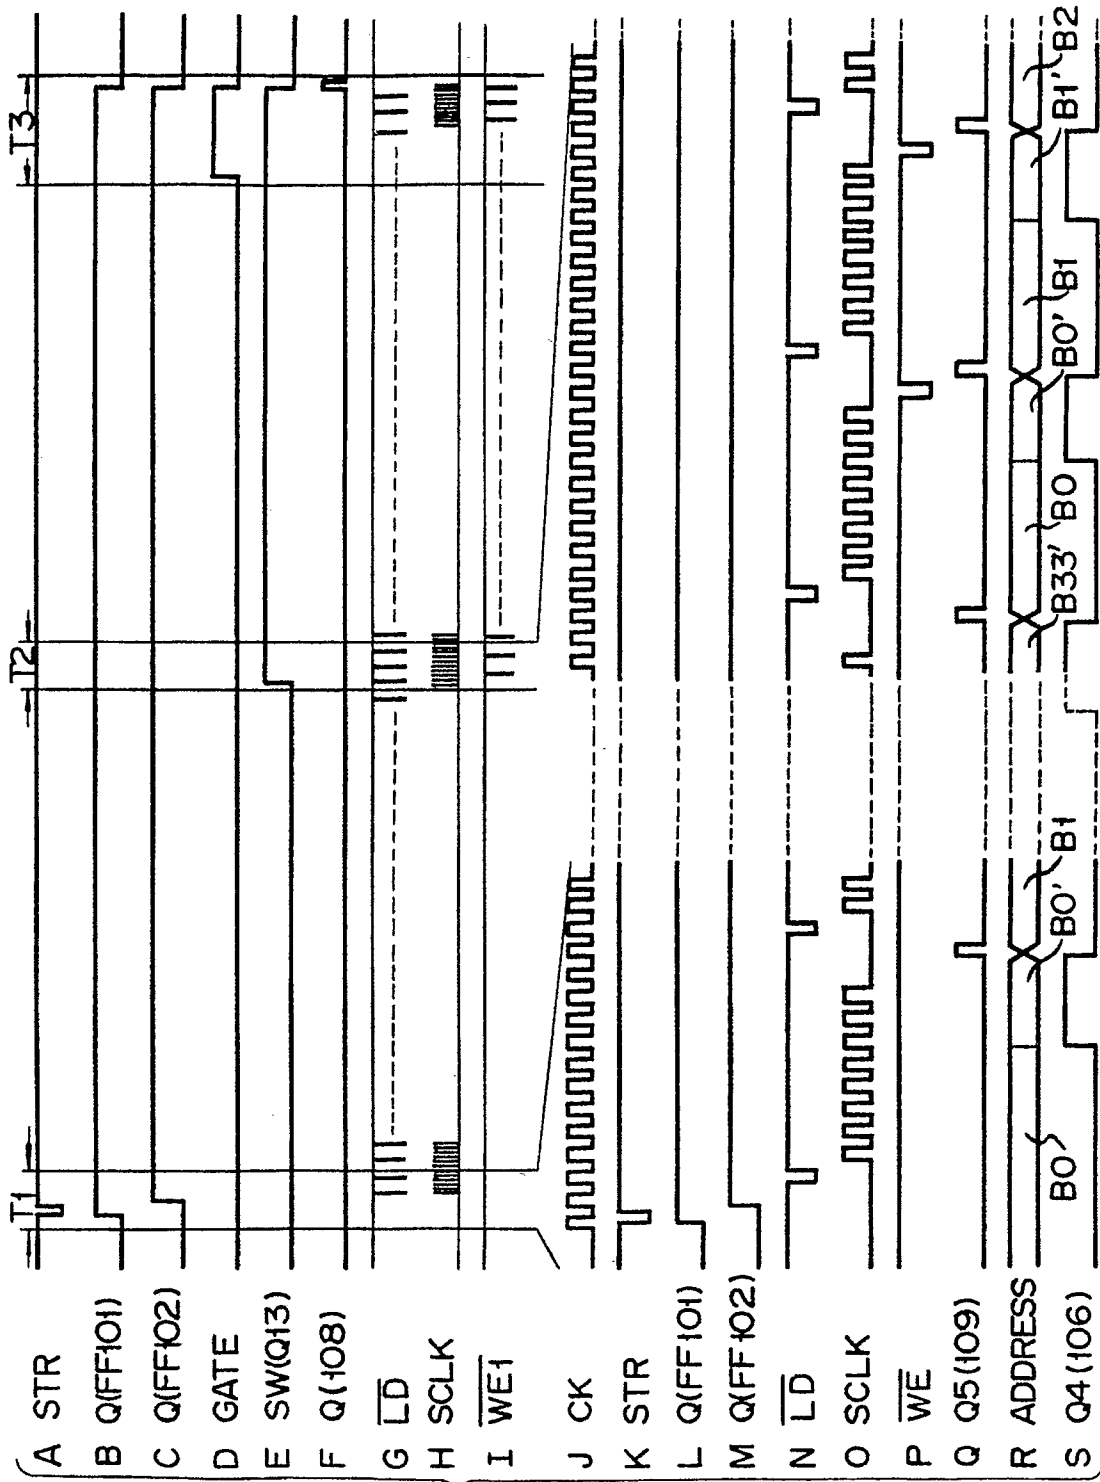 T1
T2
T3
A STR
B Q(FF101)
C Q(FF102)
D GATE
E SW(Q13)
F Q(108)
G LD
H SCLK
I WE1
J CK
K STR
L Q(FF101)
M Q(FF102)
N LD
O SCLK
P WE
Q Q5(109)
R ADDRESS
S Q4(106)
B0'
B0'
B1
B33'
B0
B0'
B1
B1'
B2